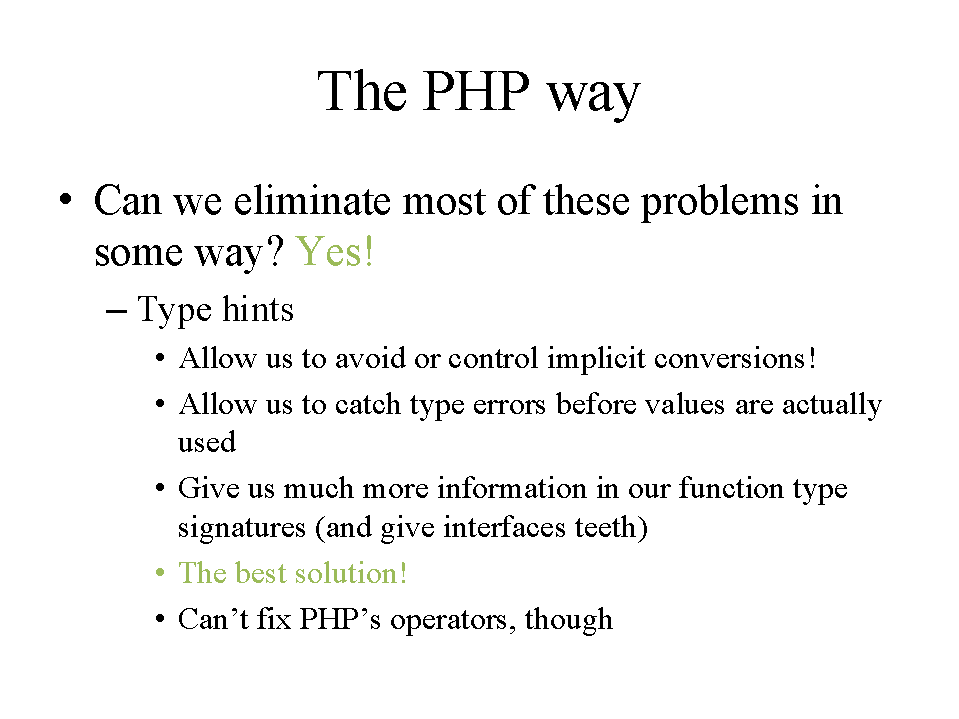 The PHP way
• Can we eliminate most of these problems in
some way? Yes!
– Type hints
• Allow us to avoid or control implicit conversions!
• Allow us to catch type errors before values are actually
used
• Give us much more information in our function type
signatures (and give interfaces teeth)
• The best solution!
• Can’t fix PHP’s operators, though